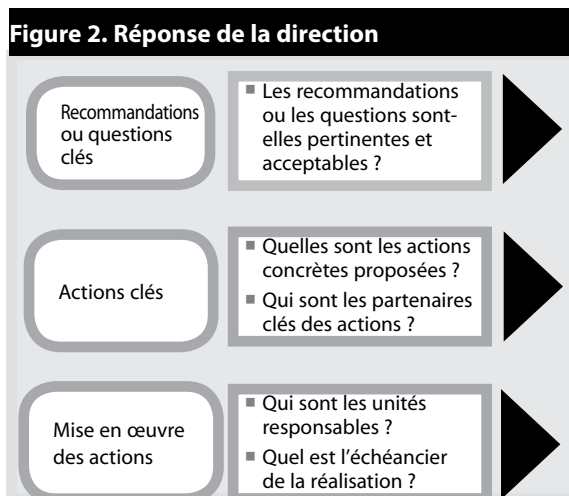 Figure 2. Réponse de la direction
Recommandations
ou questions
clés
■ Les recommandations
ou les questions sont-
elles pertinentes et
acceptables ?
Actions clés
■ Quelles sont les actions
concrètes proposées ?
■ Qui sont les partenaires
clés des actions ?
Mise en œuvre
des actions
■ Qui sont les unités
responsables ?
■ Quel est l’échéancier
de la réalisation ?